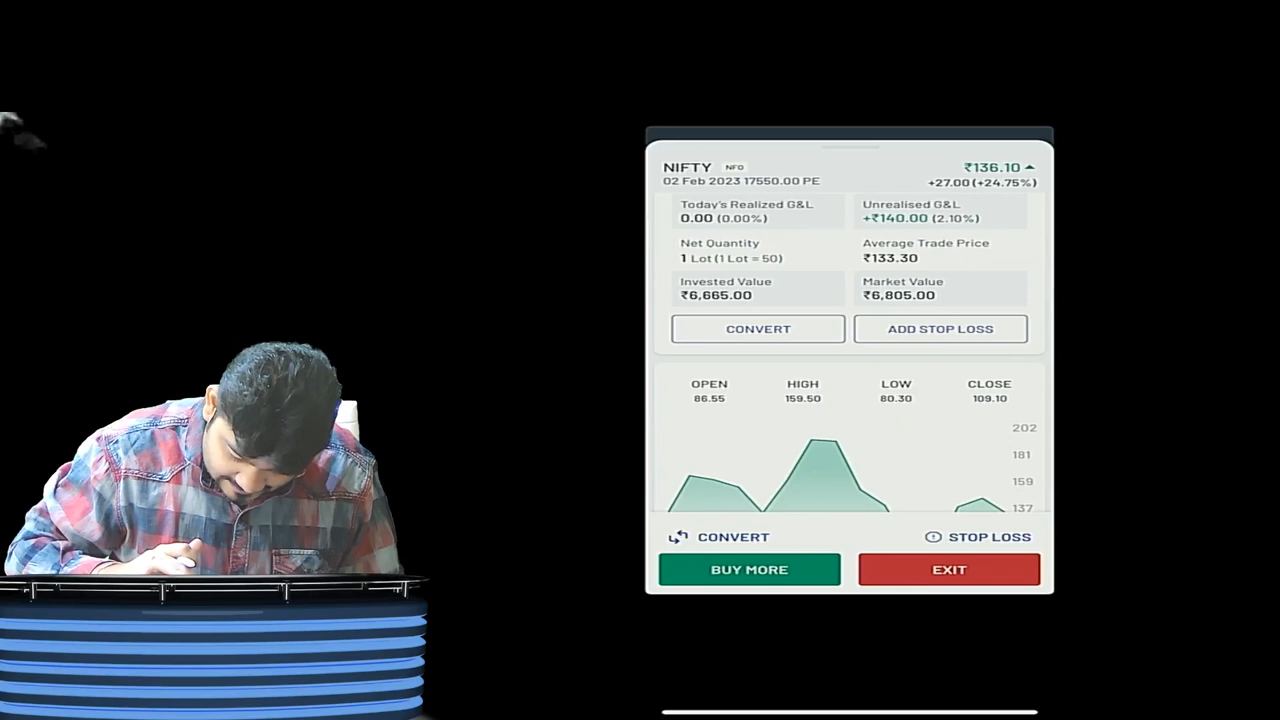 NIFTY NFO ₹136.10
02 Feb 2023 17550.00 PE +27.00 (+24.75%)
Today's Realized G&L Unrealised G&L
0.00 (0.00%) +₹140.00 (2.10%)
Net Quantity Average Trade Price
1 Lot (1 Lot = 50) ₹133.30
Invested Value Market Value
₹6,665.00 ₹6,805.00
CONVERT ADD STOP LOSS
OPEN HIGH LOW CLOSE
86.55 159.50 80.30 109.10
202
181
159
137
CONVERT STOP LOSS
BUY MORE EXIT